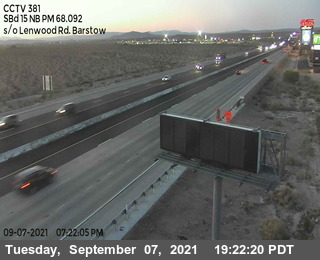 CCTV 381
SBd 15 NB PM 68.092
s/o Lenwood Rd. Barstow
09-07-2021 07:22:05 PM
Tuesday, September 07, 2021 19:22:20 PDT